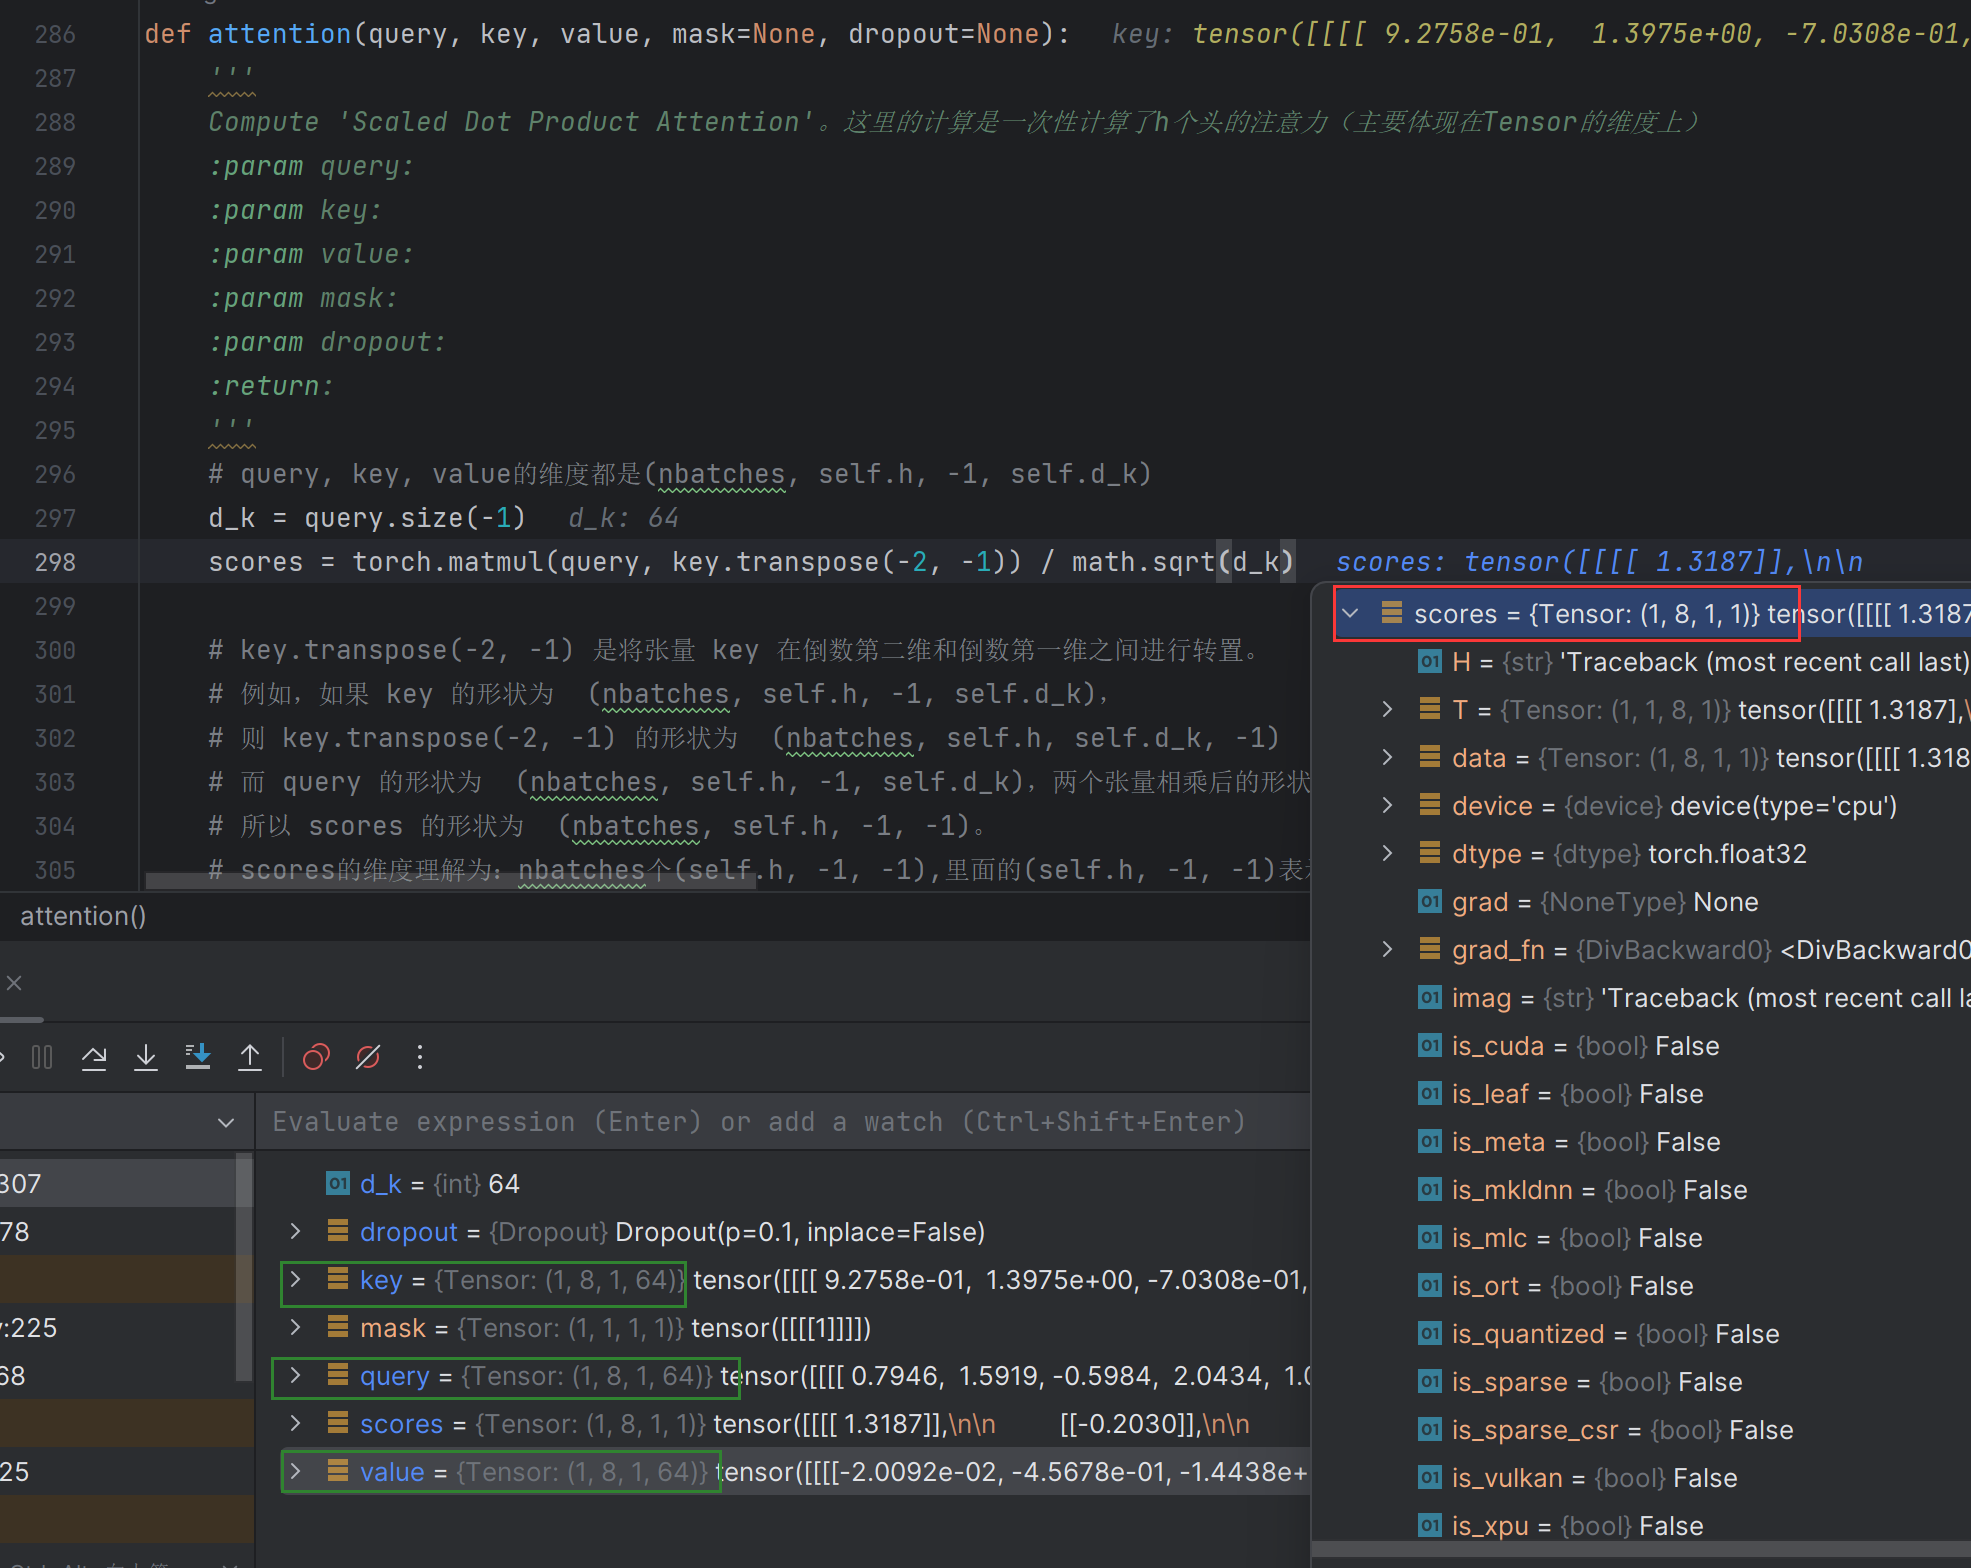 286 def attention(query, key, value, mask=None, dropout=None): key: tensor([[[[ 9.2758e-01, 1.3975e+00, -7.0308e-01,
287 '''
288 Compute 'Scaled Dot Product Attention'。这里的计算是一次性计算了h个头的注意力（主要体现在Tensor的维度上）
289 :param query:
290 :param key:
291 :param value:
292 :param mask:
293 :param dropout:
294 :return:
295 '''
296 # query, key, value的维度都是(nbatches, self.h, -1, self.d_k)
297 d_k = query.size(-1) d_k: 64
298 scores = torch.matmul(query, key.transpose(-2, -1)) / math.sqrt(d_k) scores: tensor([[[[ 1.3187]],\n\n
299
300 # key.transpose(-2, -1) 是将张量 key 在倒数第二维和倒数第一维之间进行转置。
301 # 例如，如果 key 的形状为 （nbatches, self.h, -1, self.d_k)，
302 # 则 key.transpose(-2, -1) 的形状为 （nbatches, self.h, self.d_k, -1)
303 # 而 query 的形状为 （nbatches, self.h, -1, self.d_k)，两个张量相乘后的形状
304 # 所以 scores 的形状为 （nbatches, self.h, -1, -1)。
305 # scores的维度理解为：nbatches个(self.h, -1, -1),里面的(self.h, -1, -1)表
scores = {Tensor: (1, 8, 1, 1)} tensor([[[[ 1.3187
01 H = {str} 'Traceback (most recent call last)
T = {Tensor: (1, 1, 8, 1)} tensor([[[[ 1.3187],\
data = {Tensor: (1, 8, 1, 1)} tensor([[[[ 1.318
device = {device} device(type='cpu')
dtype = {dtype} torch.float32
01 grad = {NoneType} None
grad_fn = {DivBackward0} <DivBackward0
01 imag = {str} 'Traceback (most recent call la
01 is_cuda = {bool} False
01 is_leaf = {bool} False
01 is_meta = {bool} False
01 is_mkldnn = {bool} False
01 is_mlc = {bool} False
01 is_ort = {bool} False
01 is_quantized = {bool} False
01 is_sparse = {bool} False
01 is_sparse_csr = {bool} False
01 is_vulkan = {bool} False
01 is_xpu = {bool} False
attention()
Evaluate expression (Enter) or add a watch (Ctrl+Shift+Enter)
307
78
:225
68
25
01 d_k = {int} 64
dropout = {Dropout} Dropout(p=0.1, inplace=False)
key = {Tensor: (1, 8, 1, 64)} tensor([[[[ 9.2758e-01, 1.3975e+00, -7.0308e-01,
mask = {Tensor: (1, 1, 1, 1)} tensor([[[[1]]]])
query = {Tensor: (1, 8, 1, 64)} tensor([[[[ 0.7946, 1.5919, -0.5984, 2.0434, 1.0
scores = {Tensor: (1, 8, 1, 1)} tensor([[[[ 1.3187]],\n\n [[-0.2030]],\n\n
value = {Tensor: (1, 8, 1, 64)} tensor([[[[-2.0092e-02, -4.5678e-01, -1.4438e+